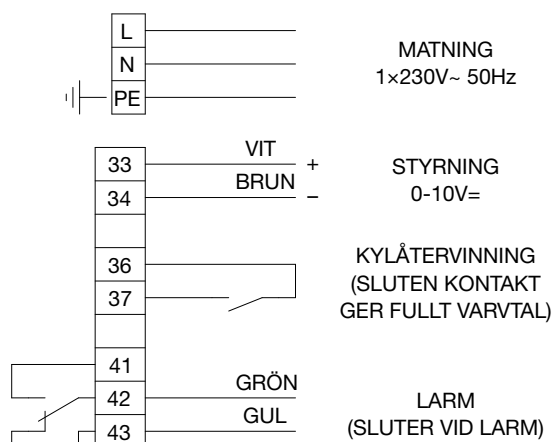 L
N
PE
MATNING
1×230V~ 50Hz
33
VIT
+
34
BRUN
–
STYRNING
0-10V=
36
37
KYLÅTERVINNING
(SLUTEN KONTAKT
GER FULLT VARVTAL)
41
42
GRÖN
43
GUL
LARM
(SLUTER VID LARM)